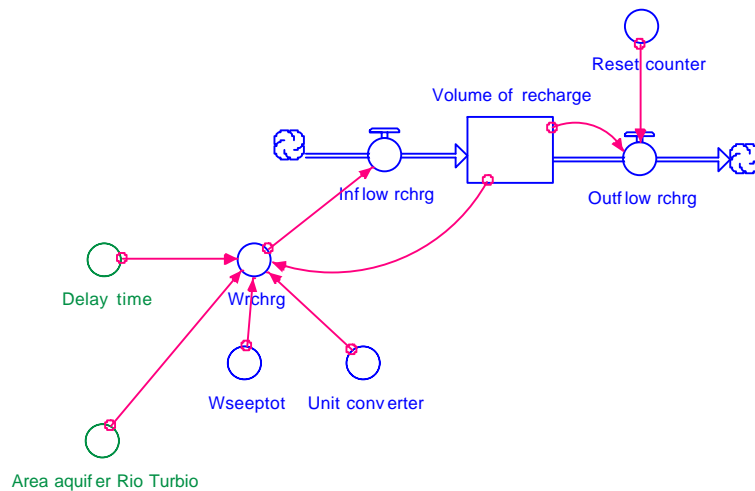 Reset counter
Volume of recharge
Inflow rchrg
Outflow rchrg
Delay time
Wrchrg
Wseeptot
Unit converter
Area aquifer Rio Turbio